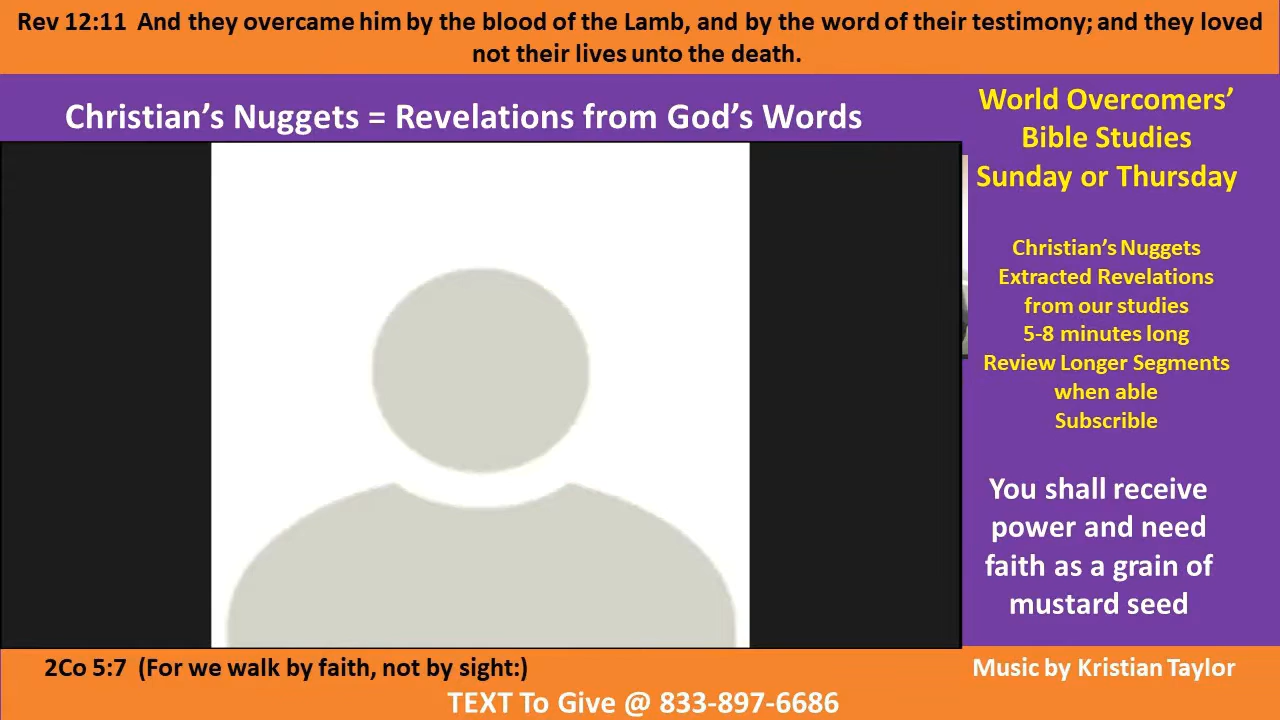 Rev 12:11  And they overcame him by the blood of the Lamb, and by the word of their testimony; and they loved
not their lives unto the death.
Christian’s Nuggets = Revelations from God’s Words
World Overcomers’
Bible Studies
Sunday or Thursday
Christian’s Nuggets
Extracted Revelations
from our studies
5-8 minutes long
Review Longer Segments
when able
Subscrible
You shall receive
power and need
faith as a grain of
mustard seed
2Co 5:7  (For we walk by faith, not by sight:)
Music by Kristian Taylor
TEXT To Give @ 833-897-6686